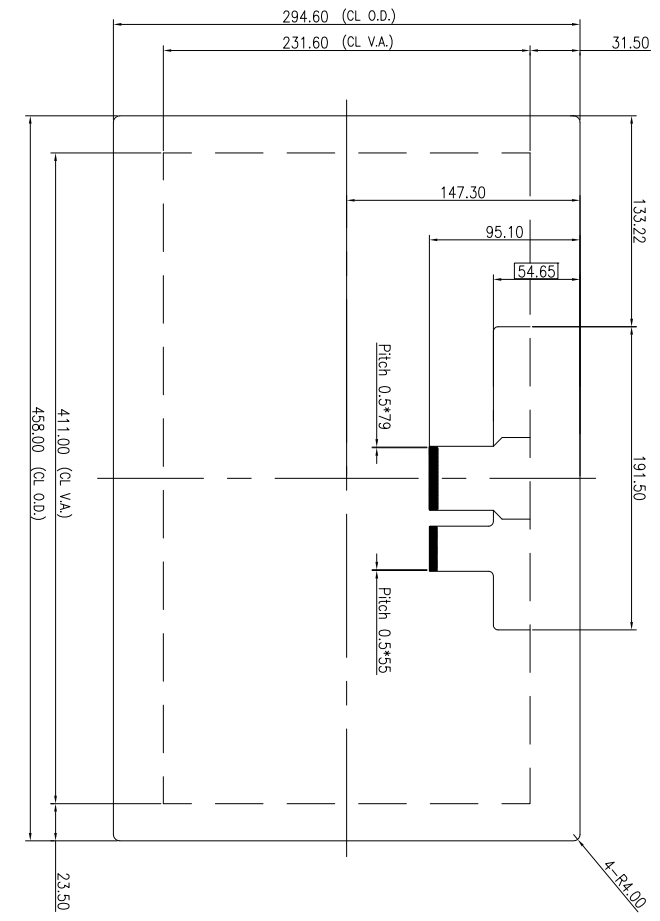 294.60 (CL O.D.)
231.60 (CL V.A.)
31.50
147.30
133.22
95.10
54.65
Pitch 0.5*79
411.00 (CL V.A.)
458.00 (CL O.D.)
191.50
Pitch 0.5*55
4-R4.00
23.50